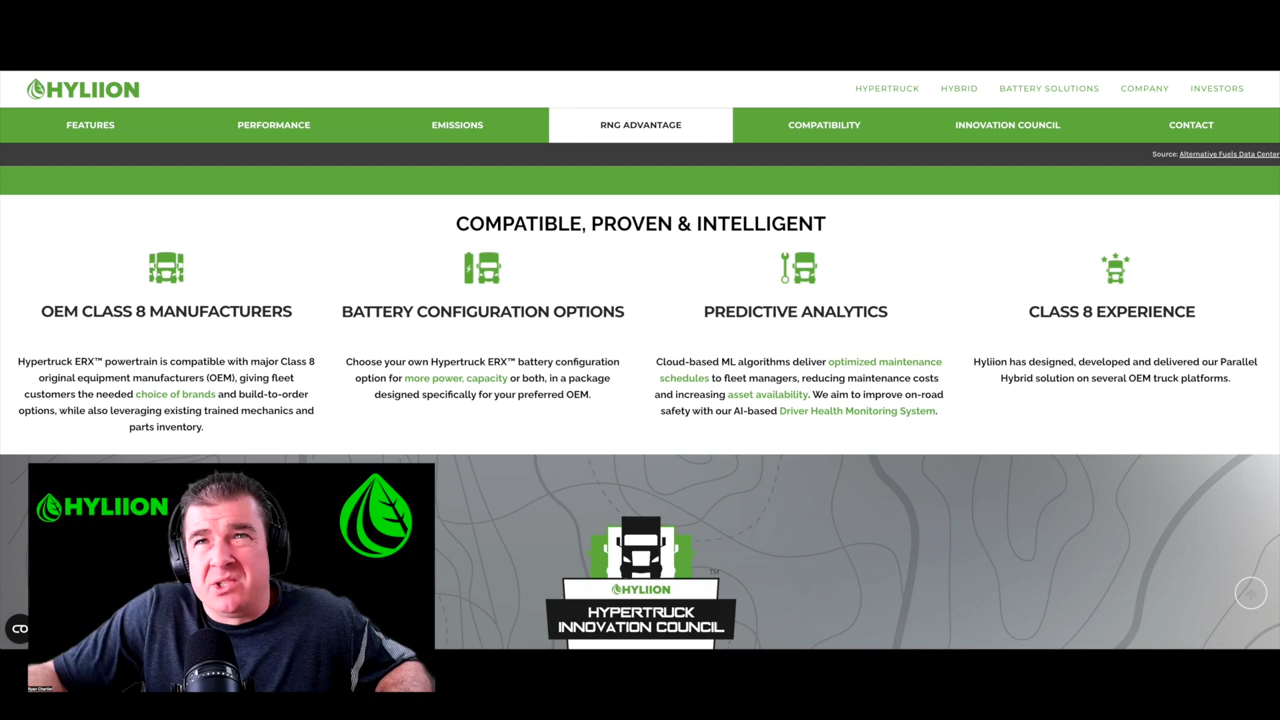 HYLIION
HYPERTRUCK
HYBRID
BATTERY SOLUTIONS
COMPANY
INVESTORS
FEATURES
PERFORMANCE
EMISSIONS
RNG ADVANTAGE
COMPATIBILITY
INNOVATION COUNCIL
CONTACT
Source: Alternative Fuels Data Center
COMPATIBLE, PROVEN & INTELLIGENT
OEM CLASS 8 MANUFACTURERS
Hypertruck ERX™ powertrain is compatible with major Class 8
original equipment manufacturers (OEM), giving fleet
customers the needed choice of brands and build-to-order
options, while also leveraging existing trained mechanics and
parts inventory.
BATTERY CONFIGURATION OPTIONS
Choose your own Hypertruck ERX™ battery configuration
option for more power, capacity or both, in a package
designed specifically for your preferred OEM.
PREDICTIVE ANALYTICS
Cloud-based ML algorithms deliver optimized maintenance
schedules to fleet managers, reducing maintenance costs
and increasing asset availability. We aim to improve on-road
safety with our AI-based Driver Health Monitoring System.
CLASS 8 EXPERIENCE
Hyliion has designed, developed and delivered our Parallel
Hybrid solution on several OEM truck platforms.
HYLIION
TM
HYLIION
HYPERTRUCK
INNOVATION COUNCIL
Ryan Chartier